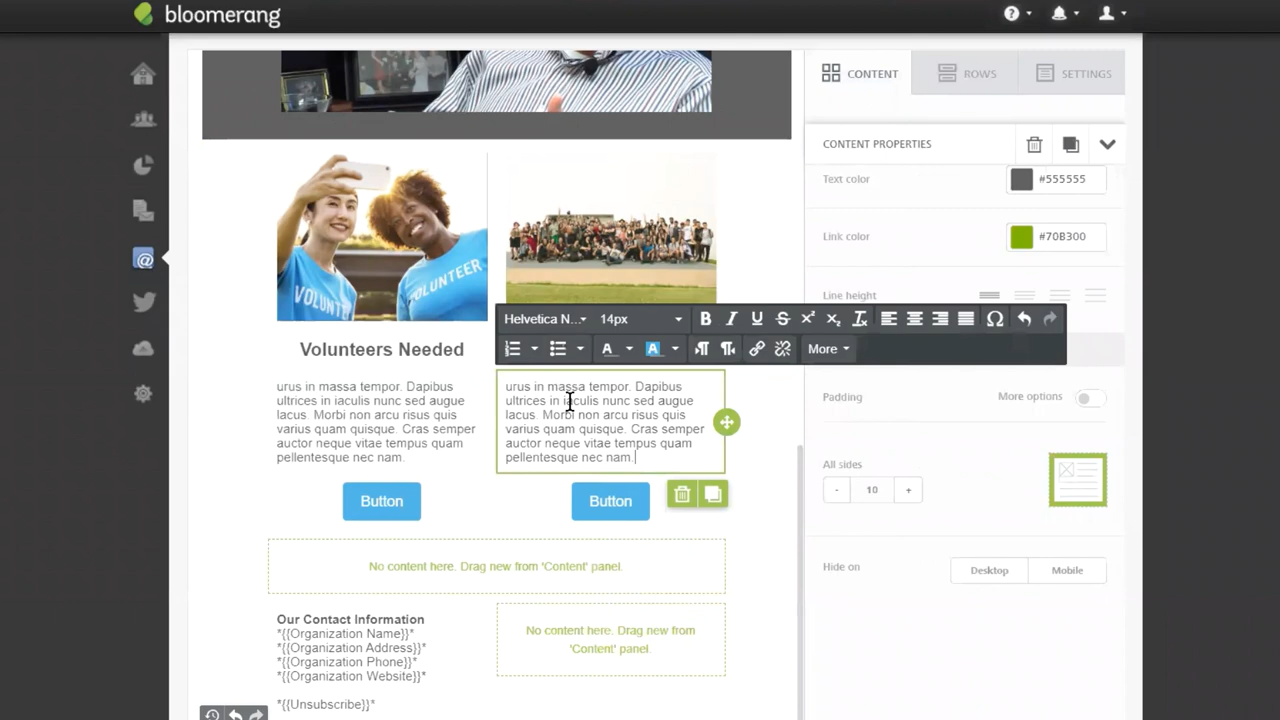 bloomerang
CONTENT
ROWS
SETTINGS
CONTENT PROPERTIES
Text color
#555555
Link color
#70B300
Line height
VOLUNT
VOLUNTEER
Helvetica N...
14px
More
Volunteers Needed
urus in massa tempor. Dapibus
ultrices in iaculis nunc sed augue
lacus. Morbi non arcu risus quis
varius quam quisque. Cras semper
auctor neque vitae tempus quam
pellentesque nec nam.
urus in massa tempor. Dapibus
ultrices in iaculis nunc sed augue
lacus. Morbi non arcu risus quis
varius quam quisque. Cras semper
auctor neque vitae tempus quam
pellentesque nec nam.
Padding
More options
All sides
- 10 +
Button
Button
No content here. Drag new from 'Content' panel.
Hide on
Desktop
Mobile
Our Contact Information
*{{Organization Name}}*
*{{Organization Address}}*
*{{Organization Phone}}*
*{{Organization Website}}*
*{{Unsubscribe}}*
No content here. Drag new from
'Content' panel.